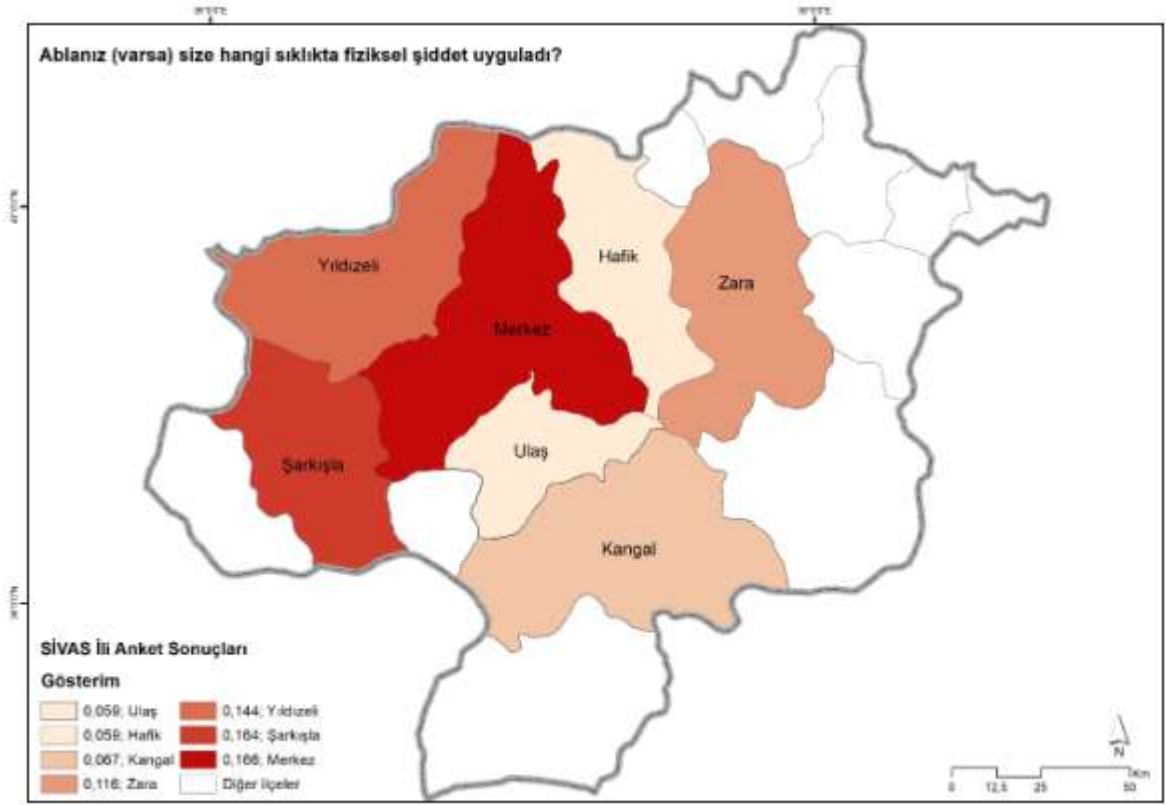 Ablanız (varsa) size hangi sıklıkta fiziksel şiddet uyguladı?
Yıldızeli
Hafik
Zara
Merkez
Ulaş
Şarkışla
Kangal
SİVAS İli Anket Sonuçları
Gösterim
0,059; Ulaş
0,059; Hafik
0,067; Kangal
0,116; Zara
0,144; Yıldızeli
0,164; Şarkışla
0,166; Merkez
Diğer ilçeler
N
Km
0 12,5 25 50